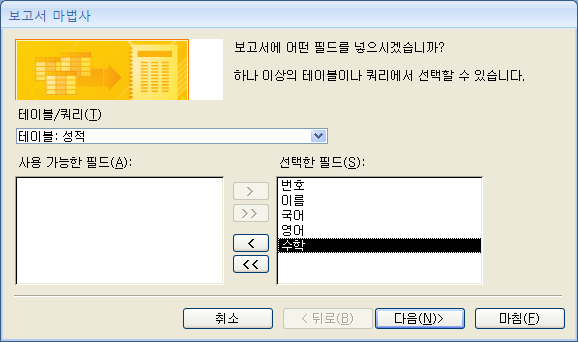 보고서 마법사
보고서에 어떤 필드를 넣으시겠습니까?
하나 이상의 테이블이나 쿼리에서 선택할 수 있습니다.
테이블/쿼리(T)
테이블: 성적
사용 가능한 필드(A):
선택한 필드(S):
번호
이름
국어
영어
수학
>
>>
<
<<
취소
< 뒤로(B)
다음(N)>
마침(F)